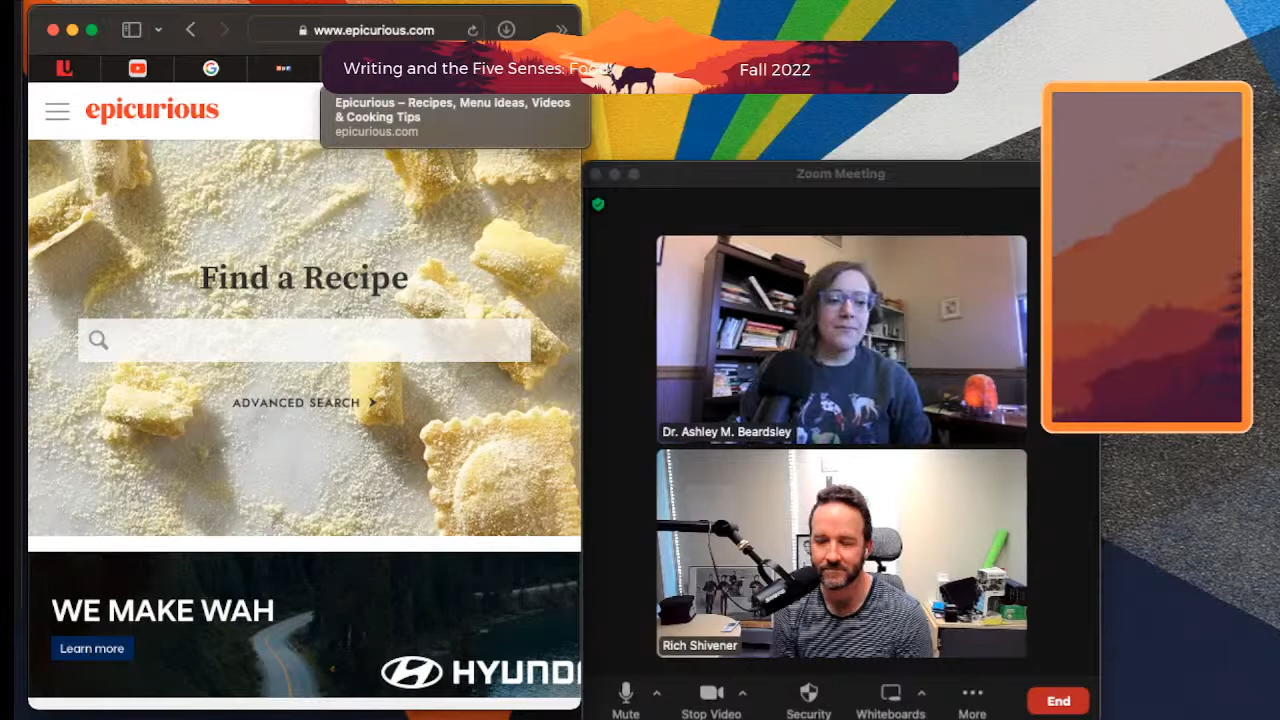 www.epicurious.com
Writing and the Five Senses: Food
Fall 2022
epicurious
Epicurious – Recipes, Menu Ideas, Videos
& Cooking Tips
epicurious.com
Find a Recipe
ADVANCED SEARCH
WE MAKE WAH
Learn more
HYUNDAI
Zoom Meeting
Dr. Ashley M. Beardsley
Rich Shivener
Mute
Stop Video
Security
Whiteboards
More
End